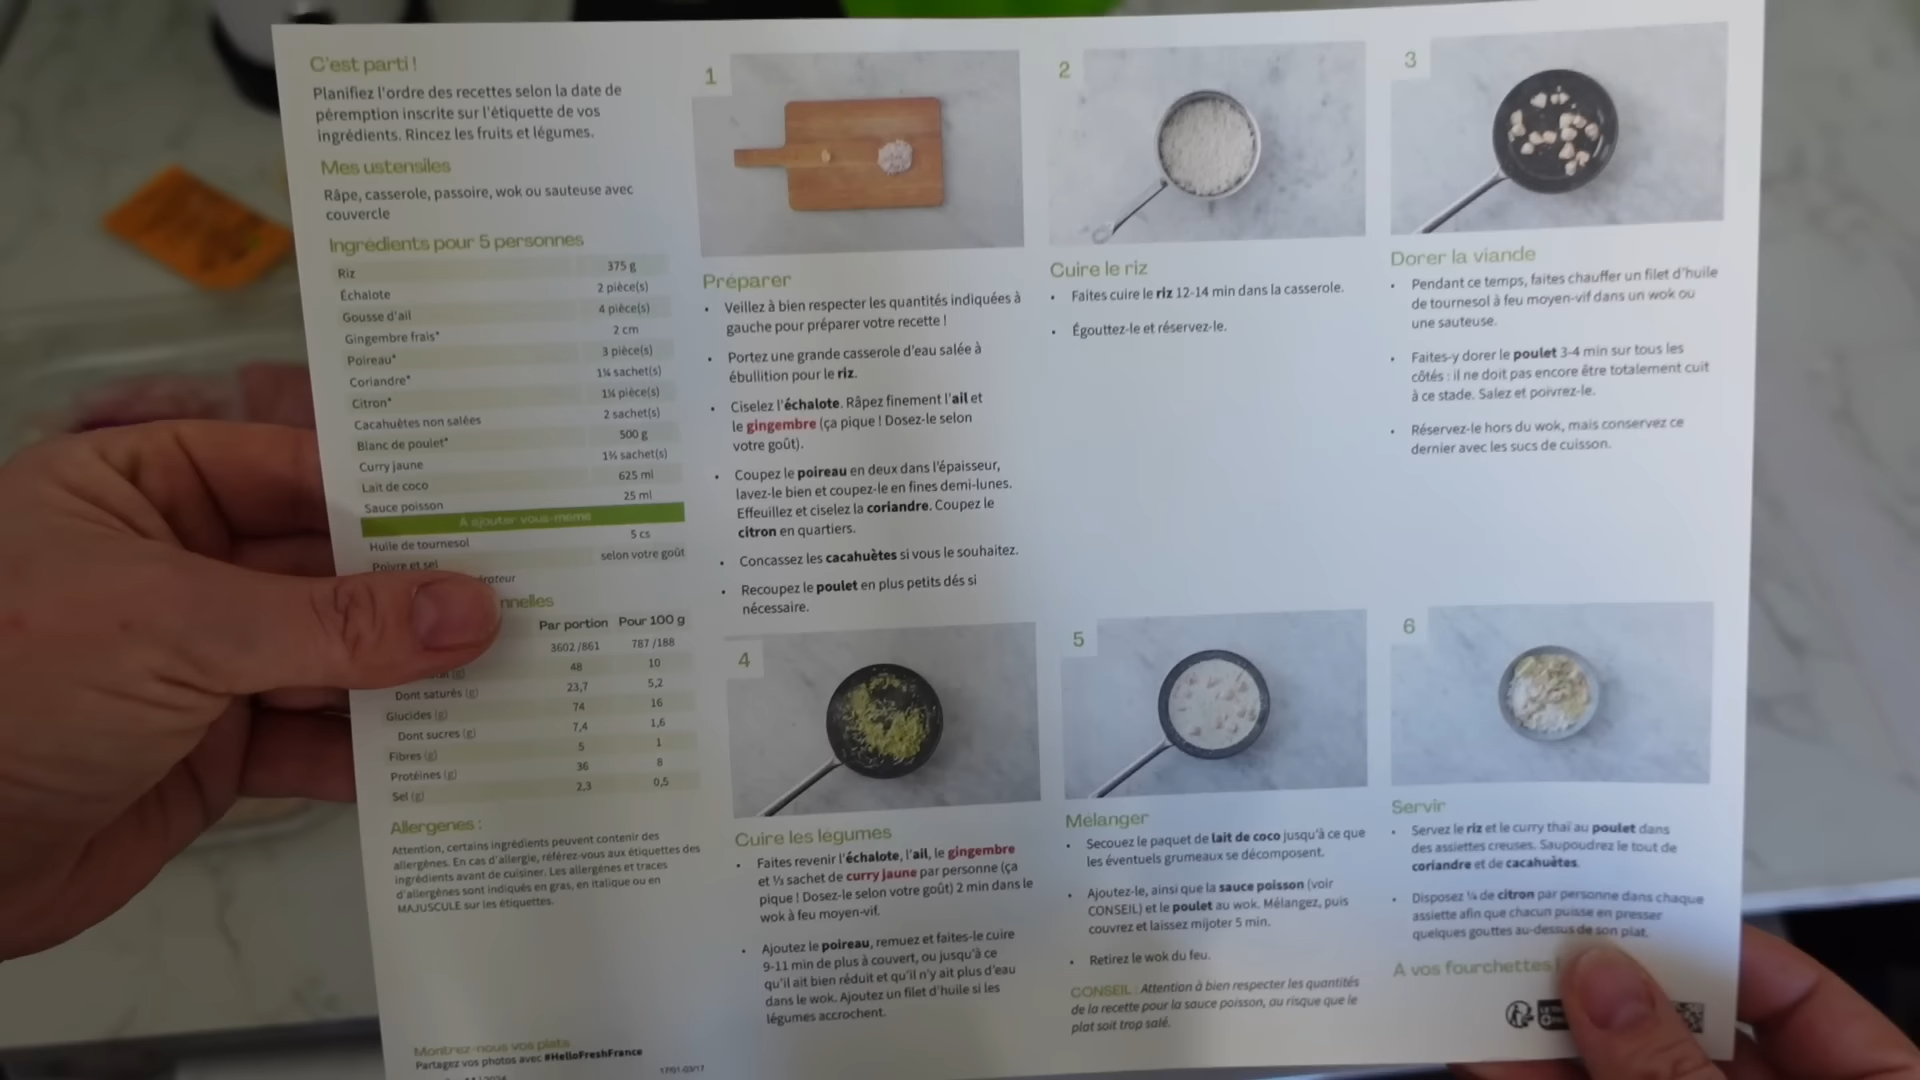 C'est parti !
Planifiez l'ordre des recettes selon la date de
péremption inscrite sur l'étiquette de vos
ingrédients. Rincez les fruits et légumes.
Mes ustensiles
Râpe, casserole, passoire, wok ou sauteuse avec
couvercle
Ingrédients pour 5 personnes
Riz 375 g
Échalote 2 pièce(s)
Gousse d'ail 4 pièce(s)
Gingembre frais* 2 cm
Poireau* 3 pièce(s)
Coriandre* 1¼ sachet(s)
Citron* 1¼ pièce(s)
Cacahuètes non salées 2 sachet(s)
Blanc de poulet* 500 g
Curry jaune sachet(s)
Lait de coco 625 ml
Sauce poisson 25 ml
À ajouter vous-même
Huile de tournesol 5 cs
Poivre et sel selon votre goût
nnelles
Par portion Pour 100 g
3602 /861 787 /188
48 10
Dont saturés (g) 23,7 5,2
Glucides (g) 74 16
Dont sucres (g) 7,4 1,6
Fibres (g) 5 1
Protéines (g) 36 8
Sel (g) 2,3 0,5
Allergenes :
Attention, certains ingrédients peuvent contenir des
allergènes. En cas d'allergie, référez-vous aux étiquettes des
ingrédients avant de cuisiner. Les allergènes et traces
d'allergènes sont indiqués en gras, en italique ou en
MAJUSCULE sur les étiquettes.
Montrez-nous vos plats
Partagez vos photos avec #HelloFreshFrance
1
Préparer
• Veillez à bien respecter les quantités indiquées à
gauche pour préparer votre recette !
• Portez une grande casserole d'eau salée à
ébullition pour le riz.
• Ciselez l'échalote. Râpez finement l'ail et
le gingembre (ça pique ! Dosez-le selon
votre goût).
• Coupez le poireau en deux dans l'épaisseur,
lavez-le bien et coupez-le en fines demi-lunes.
Effeuillez et ciselez la coriandre. Coupez le
citron en quartiers.
• Concassez les cacahuètes si vous le souhaitez.
• Recoupez le poulet en plus petits dés si
nécessaire.
2
Cuire le riz
• Faites cuire le riz 12-14 min dans la casserole.
• Égouttez-le et réservez-le.
3
Dorer la viande
• Pendant ce temps, faites chauffer un filet d'huile
de tournesol à feu moyen-vif dans un wok ou
une sauteuse.
• Faites-y dorer le poulet 3-4 min sur tous les
côtés : il ne doit pas encore être totalement cuit
à ce stade. Salez et poivrez-le.
• Réservez-le hors du wok, mais conservez ce
dernier avec les sucs de cuisson.
4
Cuire les légumes
• Faites revenir l'échalote, l'ail, le gingembre
et ⅓ sachet de curry jaune par personne (ça
pique ! Dosez-le selon votre goût) 2 min dans le
wok à feu moyen-vif.
• Ajoutez le poireau, remuez et faites-le cuire
9-11 min de plus à couvert, ou jusqu'à ce
qu'il ait bien réduit et qu'il n'y ait plus d'eau
dans le wok. Ajoutez un filet d'huile si les
légumes accrochent.
5
Mélanger
• Secouez le paquet de lait de coco jusqu'à ce que
les éventuels grumeaux se décomposent.
• Ajoutez-le, ainsi que la sauce poisson (voir
CONSEIL) et le poulet au wok. Mélangez, puis
couvrez et laissez mijoter 5 min.
• Retirez le wok du feu.
CONSEIL : Attention à bien respecter les quantités
de la recette pour la sauce poisson, au risque que le
plat soit trop salé.
6
Servir
• Servez le riz et le curry thaï au poulet dans
des assiettes creuses. Saupoudrez le tout de
coriandre et de cacahuètes.
• Disposez ¼ de citron par personne dans chaque
assiette afin que chacun puisse en presser
quelques gouttes au-dessus de son plat.
À vos fourchettes !